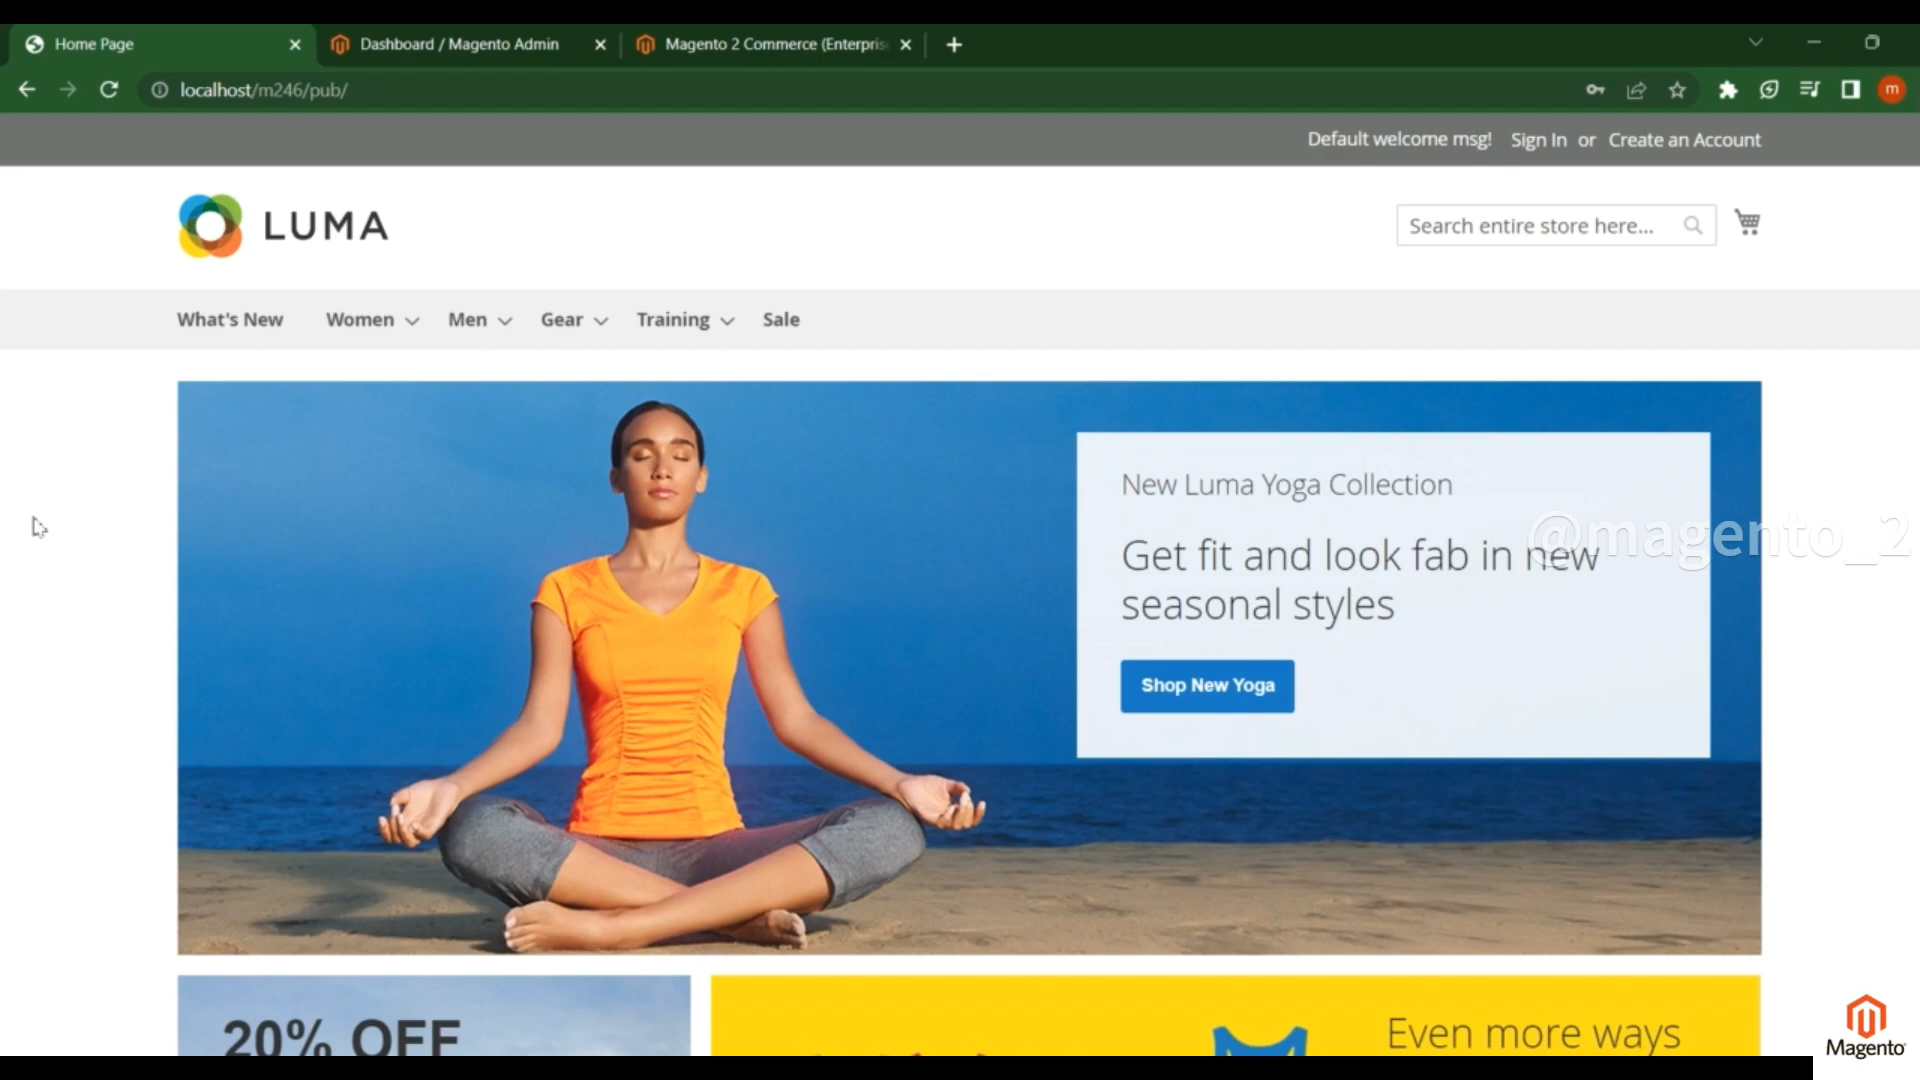 Home Page
Dashboard / Magento Admin
Magento 2 Commerce (Enterpris
localhost/m246/pub/
m
Default welcome msg! Sign In or Create an Account
LUMA
Search entire store here...
What's New Women Men Gear Training Sale
New Luma Yoga Collection
Get fit and look fab in new
seasonal styles
@magento_2
Shop New Yoga
20% OFF
Even more ways
Magento